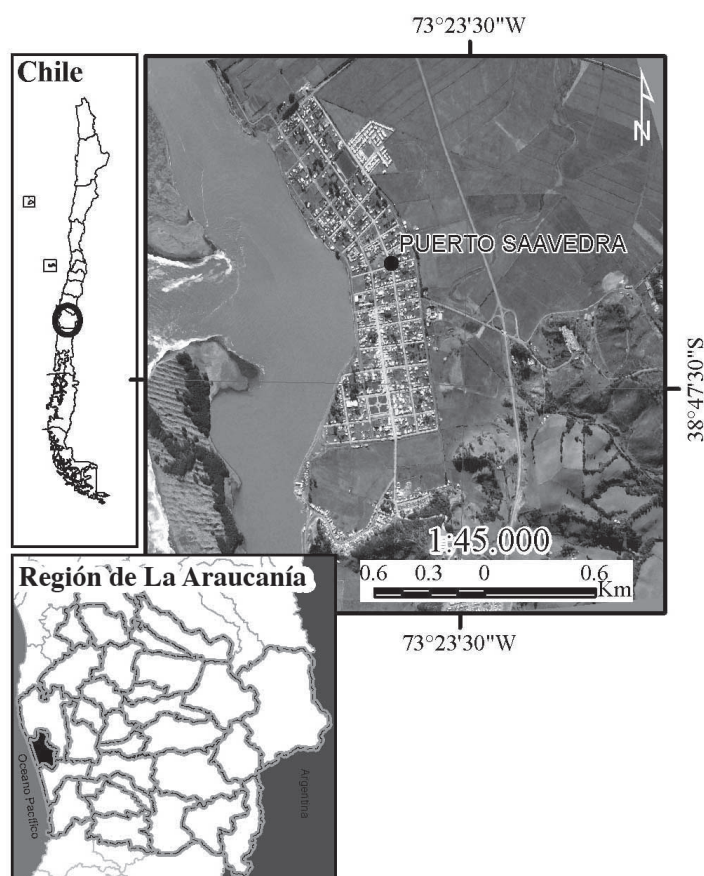 73°23'30"W
Chile
N
PUERTO SAAVEDRA
38°47'30"S
1:45.000
0.6 0.3 0 0.6
Km
Región de La Araucanía
73°23'30"W
Oceano Pacífico
Argentina